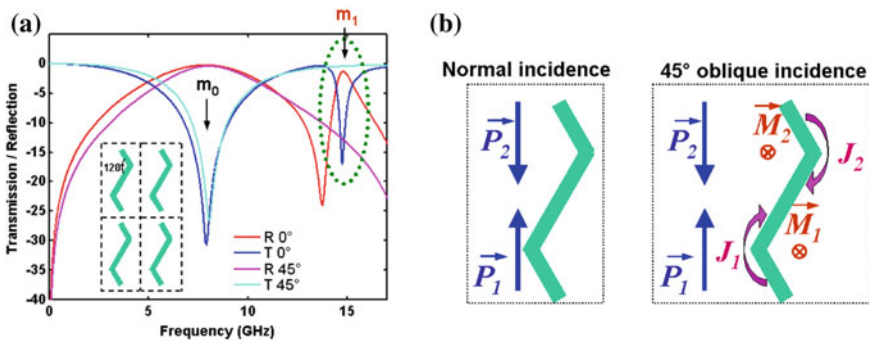 (a)
m₁
0
-5
-10
-15
-20
-25
-30
-35
-40
Transmission / Reflection
m₀
120°
R 0°
T 0°
R 45°
T 45°
0 5 10 15
Frequency (GHz)
(b)
Normal incidence
P₂
P₁
45° oblique incidence
P₂
M₂
J₂
M₁
J₁
P₁